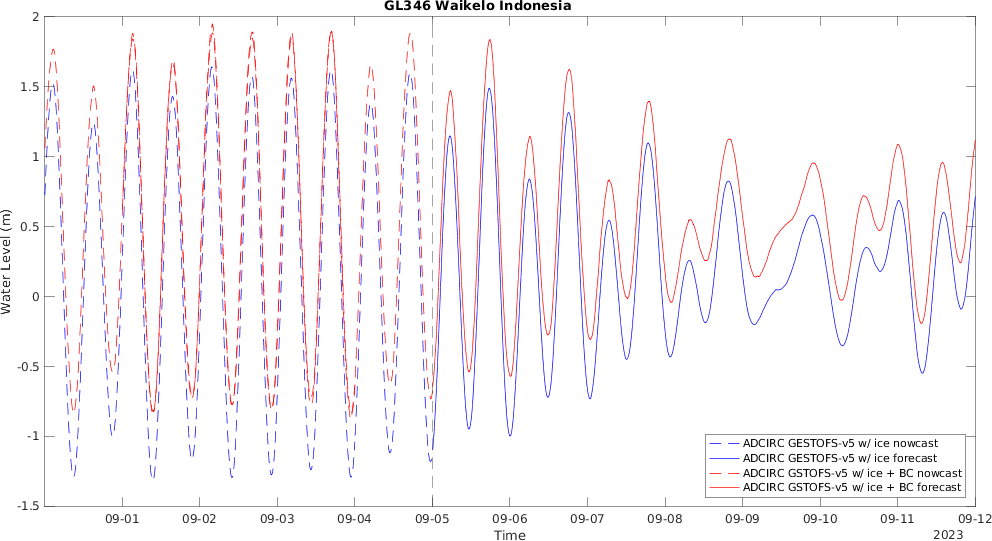 GL346 Waikelo Indonesia
2
1.5
1
0.5
0
-0.5
-1
-1.5
Water Level (m)
ADCIRC GESTOFS-v5 w/ ice nowcast
ADCIRC GESTOFS-v5 w/ ice forecast
ADCIRC GSTOFS-v5 w/ ice + BC nowcast
ADCIRC GSTOFS-v5 w/ ice + BC forecast
09-01 09-02 09-03 09-04 09-05 09-06 09-07 09-08 09-09 09-10 09-11 09-12
Time
2023